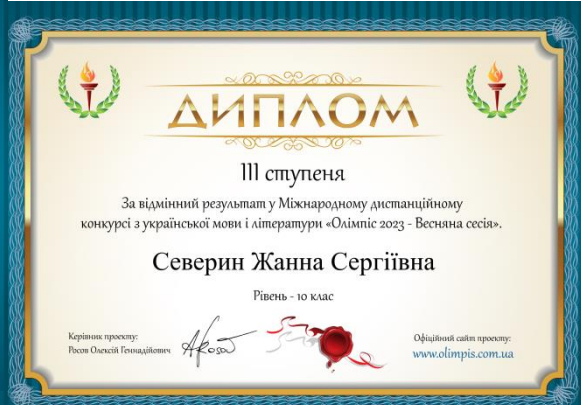 ДИПЛОМ
III ступеня
За відмінний результат у Міжнародному дистанційному
конкурсі з української мови і літератури «Олімпіс 2023 - Весняна сесія».
Северин Жанна Сергіївна
Рівень - 10 клас
Керівник проекту:
Росов Олексій Геннадійович
Офіційний сайт проекту:
www.olimpis.com.ua